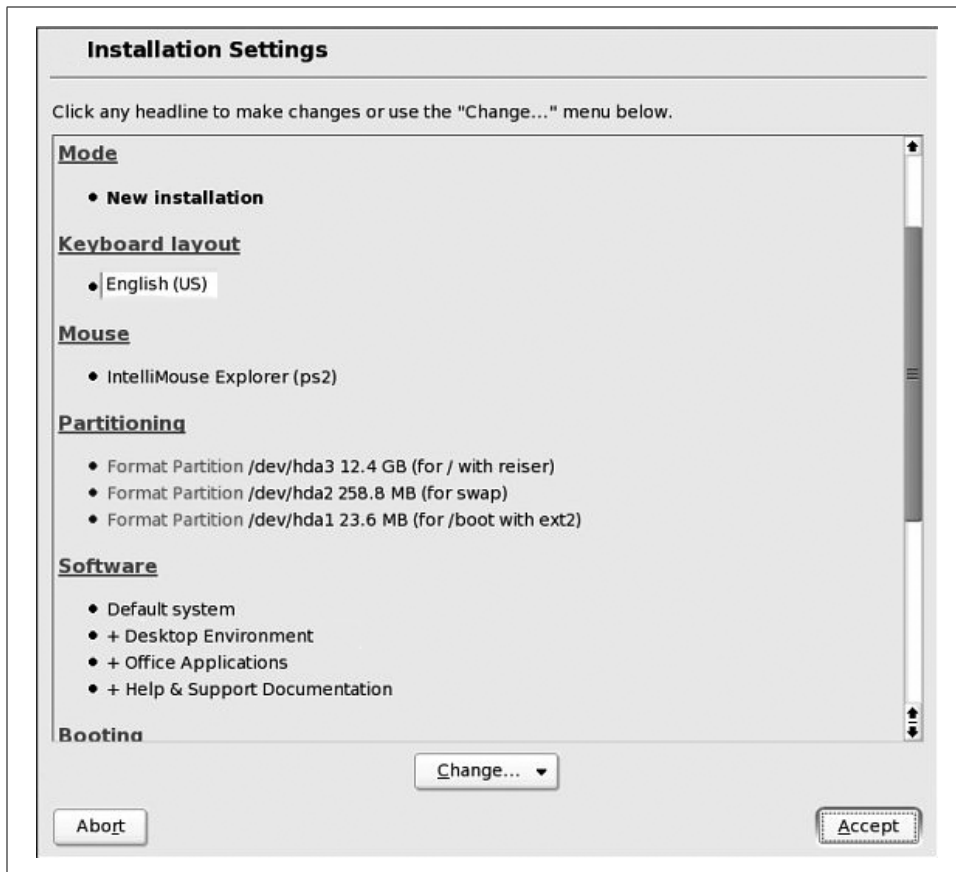 Installation Settings
Click any headline to make changes or use the "Change..." menu below.
Mode
• New installation
Keyboard layout
• English (US)
Mouse
• IntelliMouse Explorer (ps2)
Partitioning
• Format Partition /dev/hda3 12.4 GB (for / with reiser)
• Format Partition /dev/hda2 258.8 MB (for swap)
• Format Partition /dev/hda1 23.6 MB (for /boot with ext2)
Software
• Default system
• + Desktop Environment
• + Office Applications
• + Help & Support Documentation
Booting
Change...
Abort
Accept